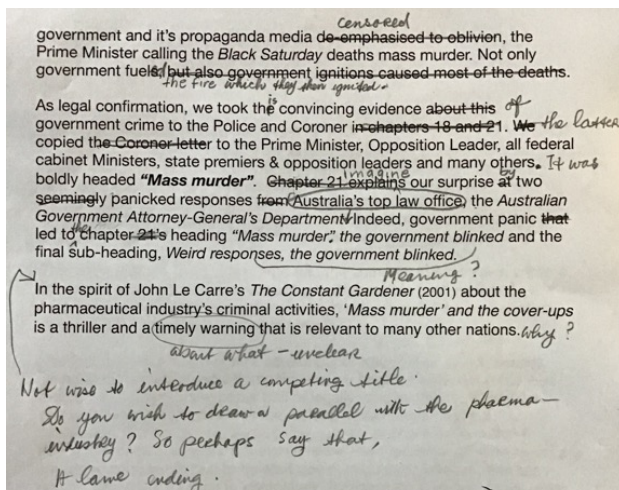 censored
government and it's propaganda media de-emphasised to oblivion, the
Prime Minister calling the Black Saturday deaths mass murder. Not only
government fuels, but also government ignitions caused most of the deaths.
the fire which they then ignited.
As legal confirmation, we took this convincing evidence about this of
government crime to the Police and Coroner in chapters 18 and 21. We the latter
copied the Coroner letter to the Prime Minister, Opposition Leader, all federal
cabinet Ministers, state premiers & opposition leaders and many others. It was
imagine by
boldly headed "Mass murder". Chapter 21 explains our surprise at two
seemingly panicked responses from Australia's top law office, the Australian
Government Attorney-General's Department. Indeed, government panic that
led to the chapter 21's heading "Mass murder", the government blinked and the
final sub-heading, Weird responses, the government blinked.
Meaning?
In the spirit of John Le Carre's The Constant Gardener (2001) about the
pharmaceutical industry's criminal activities, 'Mass murder' and the cover-ups
is a thriller and a timely warning that is relevant to many other nations. why?
about what - unclear
Not wise to introduce a competing title.
Do you wish to draw a parallel with the pharma-
industry? So perhaps say that,
A lame ending.